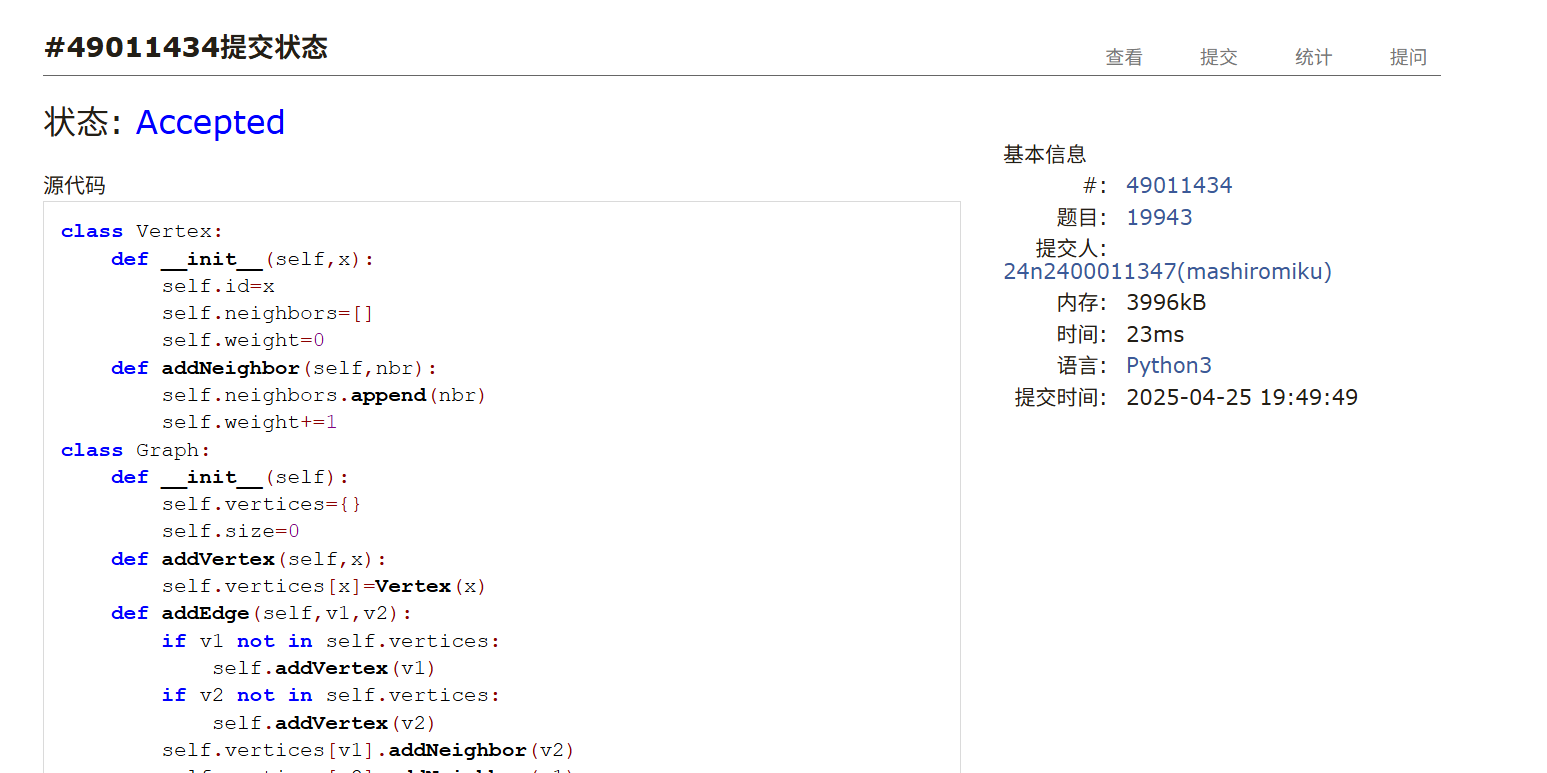 #49011434提交状态
查看 提交 统计 提问
状态: Accepted
源代码
class Vertex:
    def __init__(self,x):
        self.id=x
        self.neighbors=[]
        self.weight=0
    def addNeighbor(self,nbr):
        self.neighbors.append(nbr)
        self.weight+=1
class Graph:
    def __init__(self):
        self.vertices={}
        self.size=0
    def addVertex(self,x):
        self.vertices[x]=Vertex(x)
    def addEdge(self,v1,v2):
        if v1 not in self.vertices:
            self.addVertex(v1)
        if v2 not in self.vertices:
            self.addVertex(v2)
        self.vertices[v1].addNeighbor(v2)
基本信息
#: 49011434
题目: 19943
提交人:
24n2400011347(mashiromiku)
内存: 3996kB
时间: 23ms
语言: Python3
提交时间: 2025-04-25 19:49:49